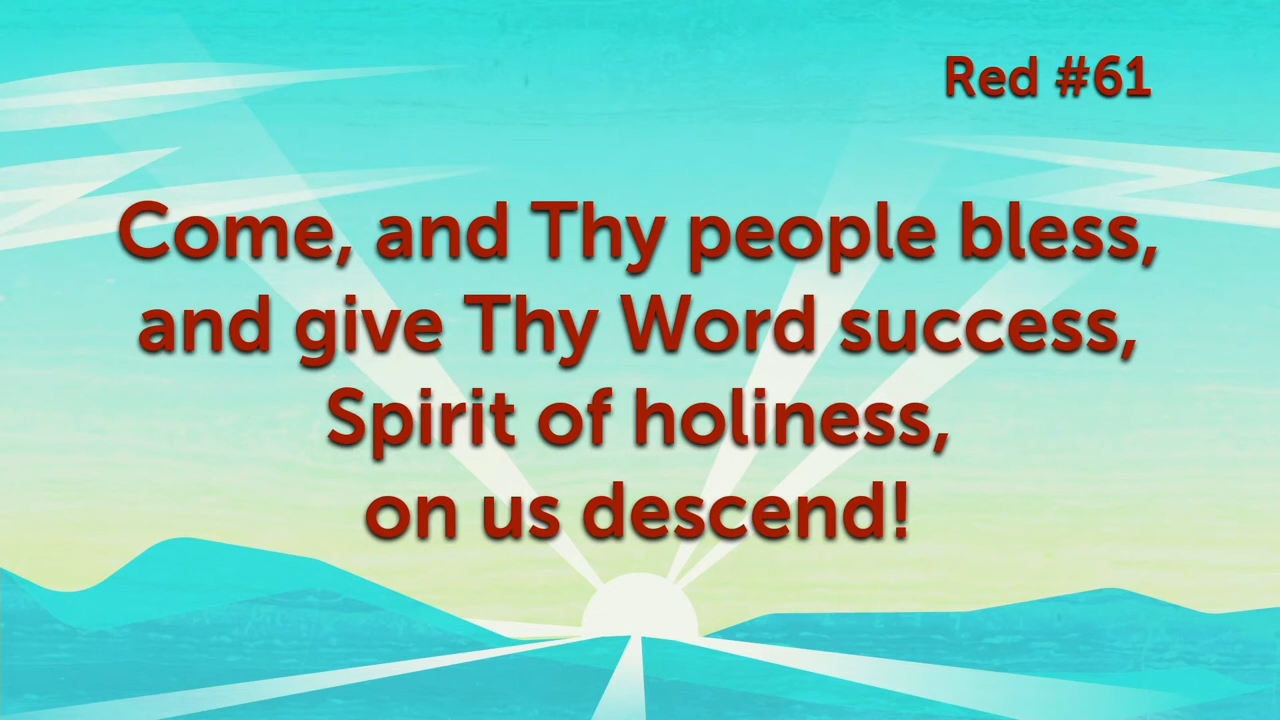 Red #61
Come, and Thy people bless,
and give Thy Word success,
Spirit of holiness,
on us descend!